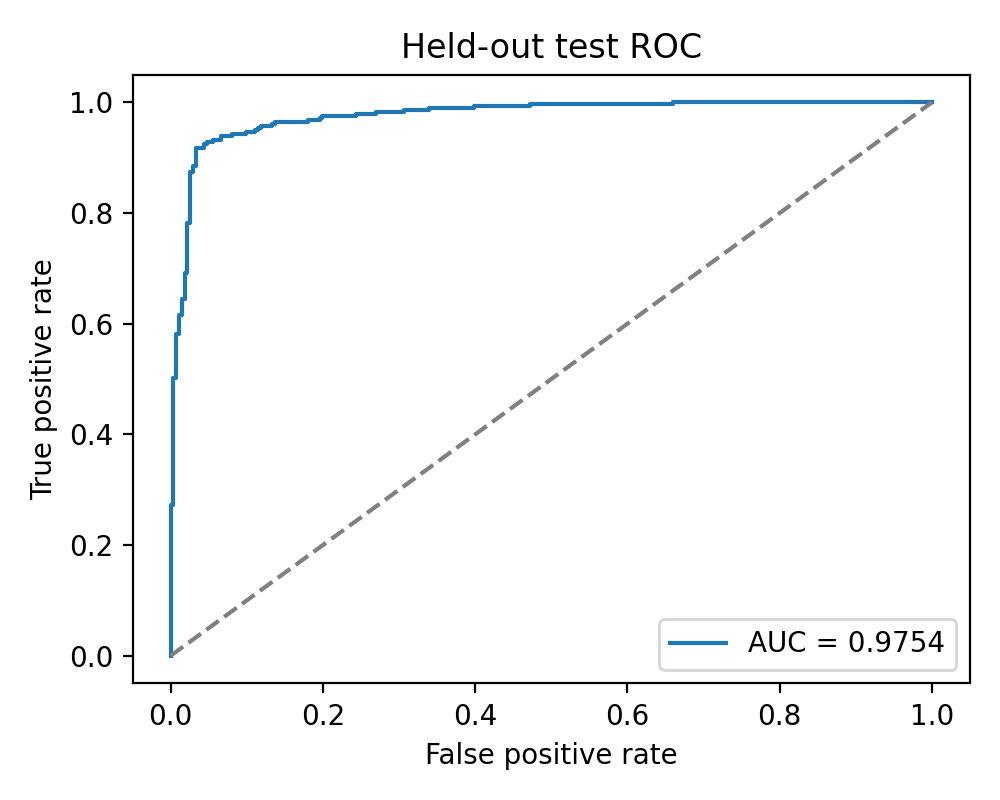 Held-out test ROC
True positive rate
1.0
0.8
0.6
0.4
0.2
0.0
AUC = 0.9754
0.0 0.2 0.4 0.6 0.8 1.0
False positive rate